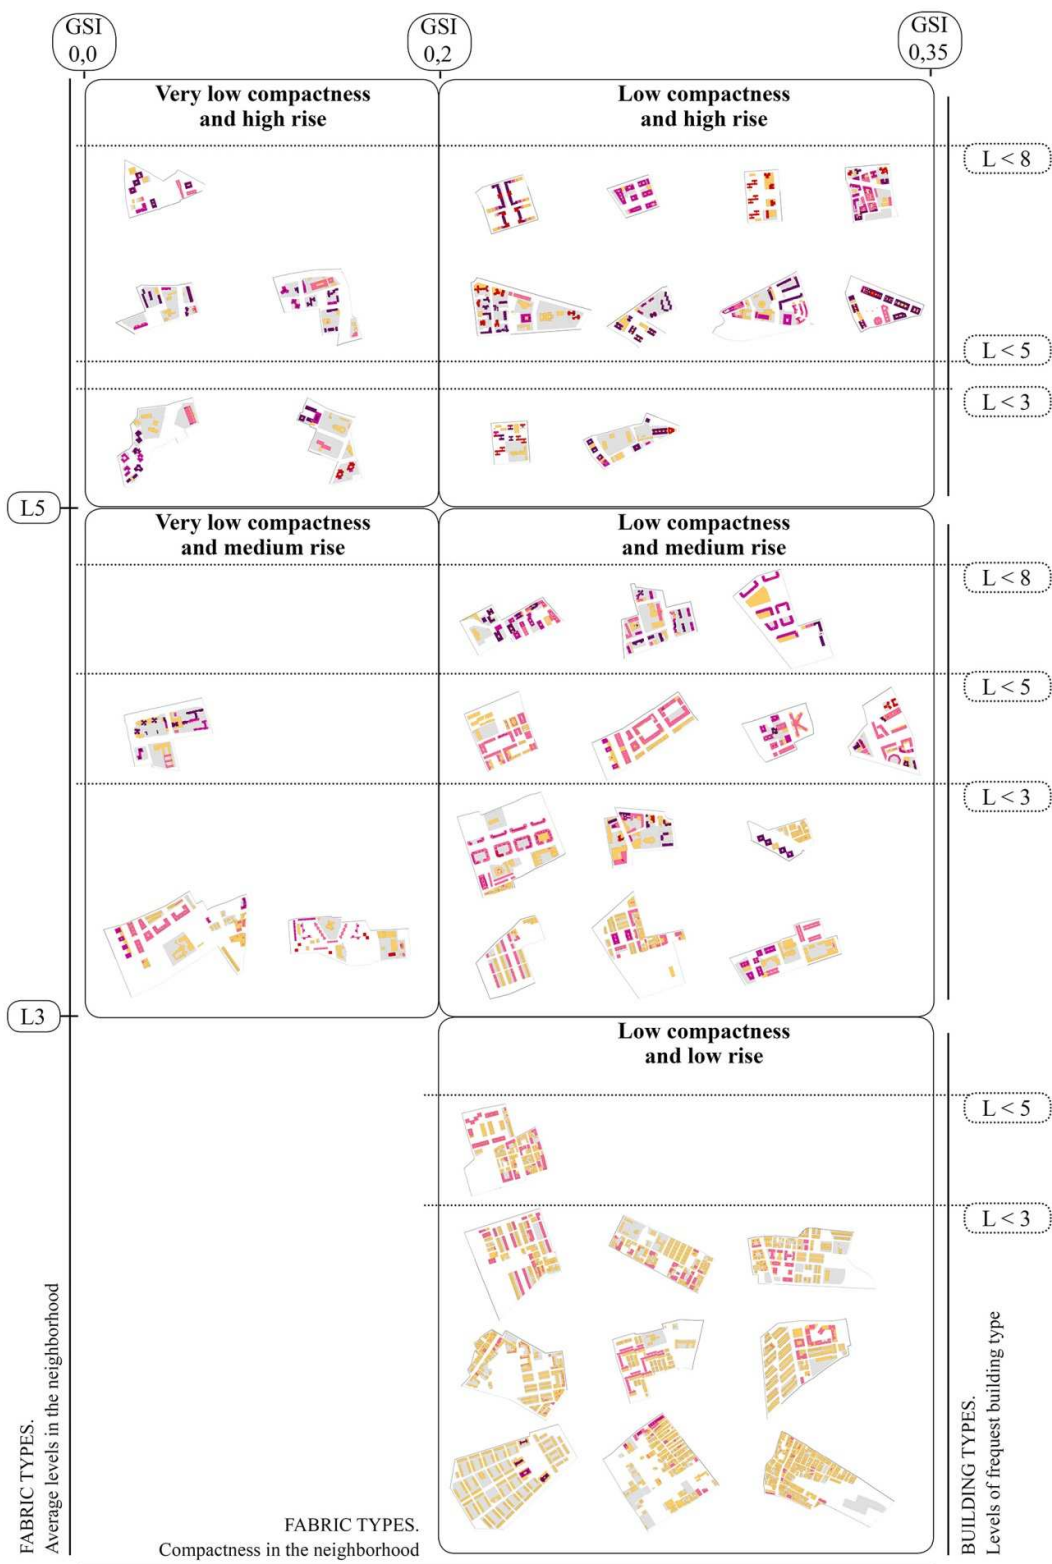 GSI
0,0
GSI
0,2
GSI
0,35
Very low compactness
and high rise
Low compactness
and high rise
L < 8
L < 5
L < 3
L5
Very low compactness
and medium rise
Low compactness
and medium rise
L < 8
L < 5
L < 3
L3
Low compactness
and low rise
L < 5
L < 3
FABRIC TYPES.
Average levels in the neighborhood
FABRIC TYPES.
Compactness in the neighborhood
BUILDING TYPES.
Levels of frequest building type